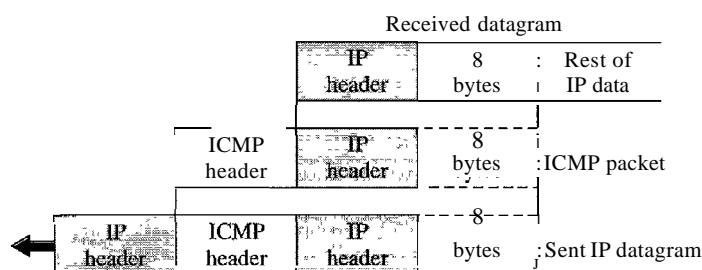 Received datagram
IP header
8 bytes
: Rest of IP data
ICMP header
IP header
8 bytes
:ICMP packet
IP header
ICMP header
IP header
8 bytes
:Sent IP datagram